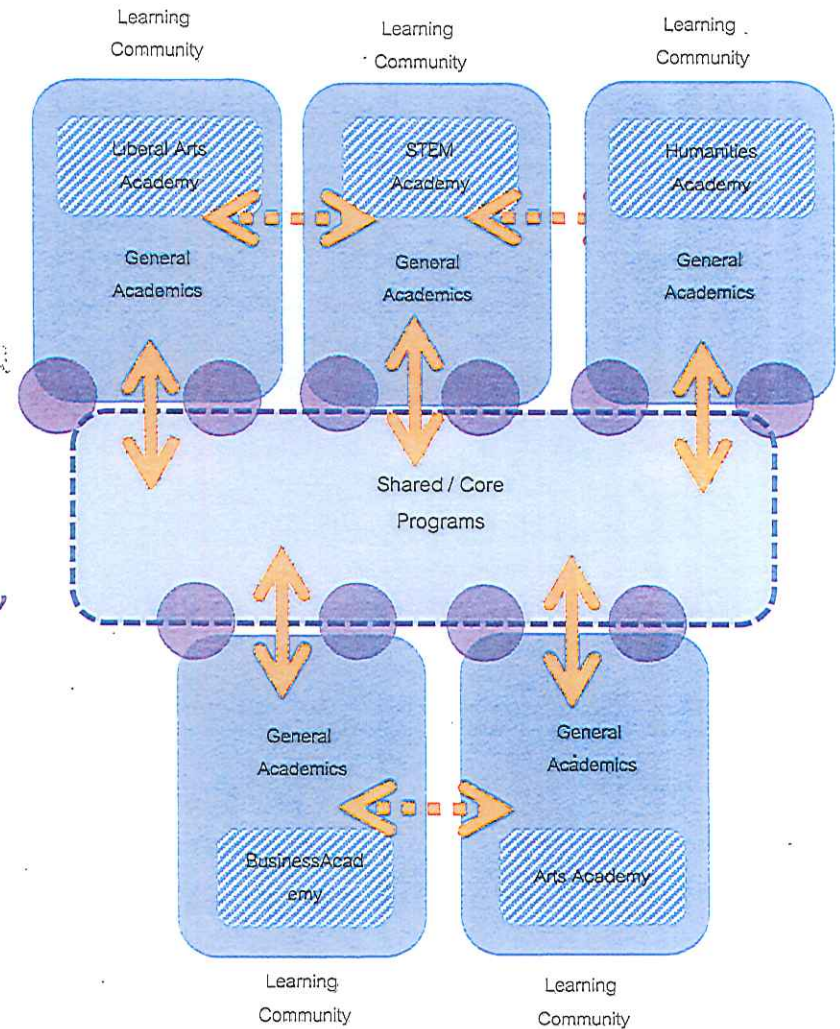 Learning
Community
Learning
Community
Learning
Community
Liberal Arts
Academy
STEM
Academy
Humanities
Academy
General
Academics
General
Academics
General
Academics
Shared / Core
Programs
General
Academics
General
Academics
BusinessAcad
emy
Arts Academy
Learning
Community
Learning
Community